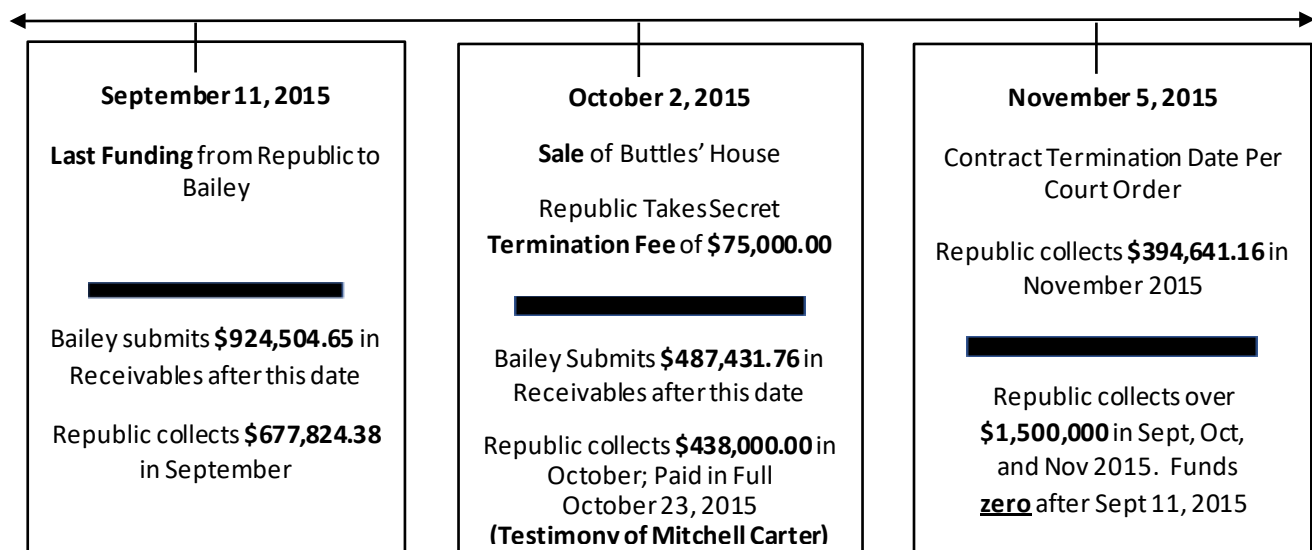 September 11, 2015
Last Funding from Republic to
Bailey
Bailey submits $924,504.65 in
Receivables after this date
Republic collects $677,824.38
in September
October 2, 2015
Sale of Buttles’ House
Republic Takes Secret
Termination Fee of $75,000.00
Bailey Submits $487,431.76 in
Receivables after this date
Republic collects $438,000.00 in
October; Paid in Full
October 23, 2015
(Testimony of Mitchell Carter)
November 5, 2015
Contract Termination Date Per
Court Order
Republic collects $394,641.16 in
November 2015
Republic collects over
$1,500,000 in Sept, Oct,
and Nov 2015. Funds
zero after Sept 11, 2015